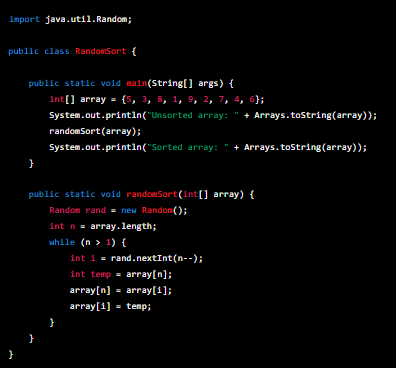 import java.util.Random;
public class RandomSort {
public static void main(String[] args) {
int[] array = {5, 3, 8, 1, 9, 2, 7, 4, 6};
System.out.println("Unsorted array: " + Arrays.toString(array));
randomSort(array);
System.out.println("Sorted array: " + Arrays.toString(array));
}
public static void randomSort(int[] array) {
Random rand = new Random();
int n = array.length;
while (n > 1) {
int i = rand.nextInt(n--);
int temp = array[n];
array[n] = array[i];
array[i] = temp;
}
}
}